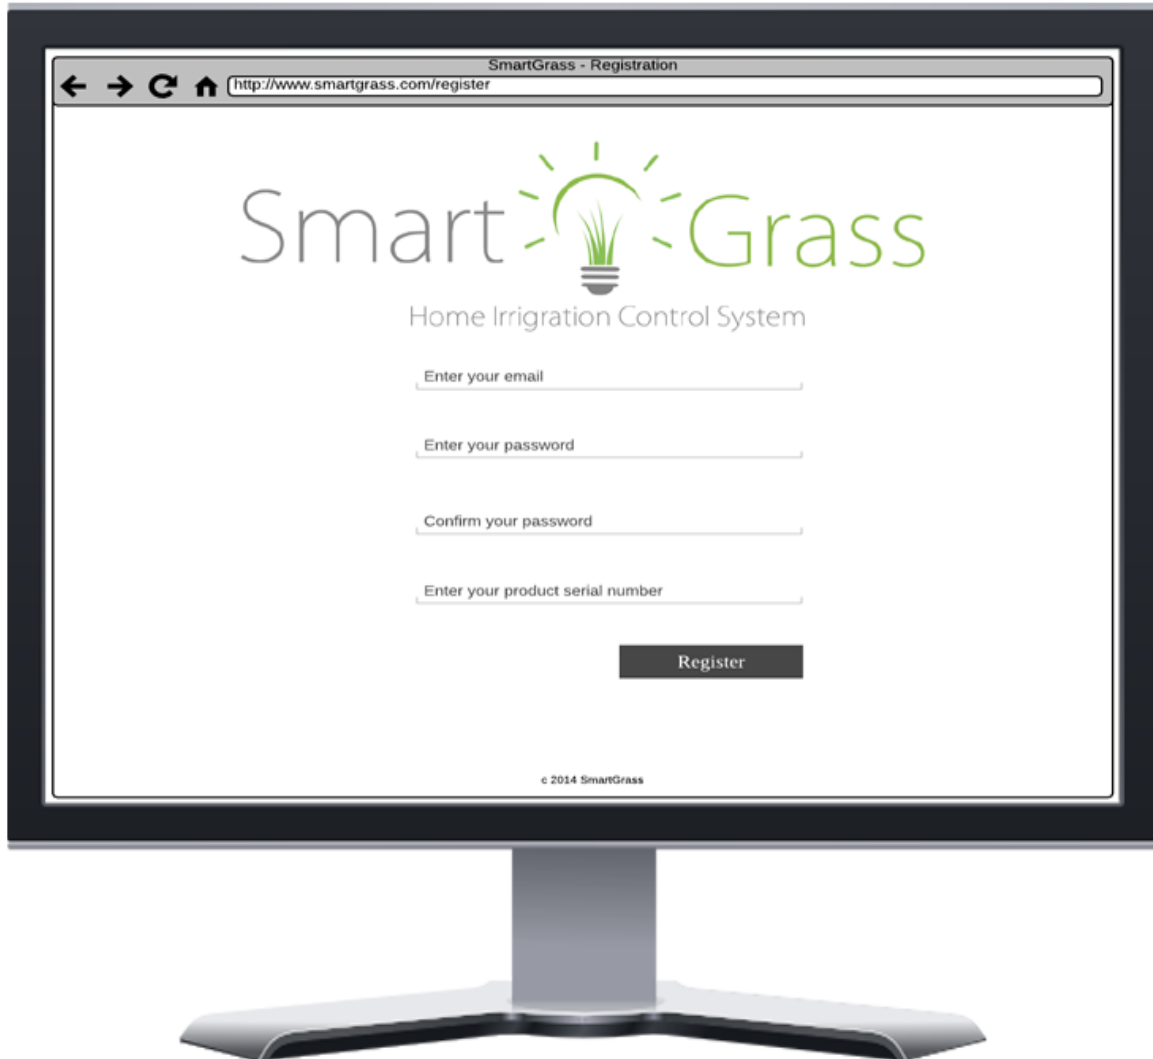 SmartGrass - Registration
http://www.smartgrass.com/register
Smart Grass
Home Irrigration Control System
Enter your email
Enter your password
Confirm your password
Enter your product serial number
Register
c 2014 SmartGrass